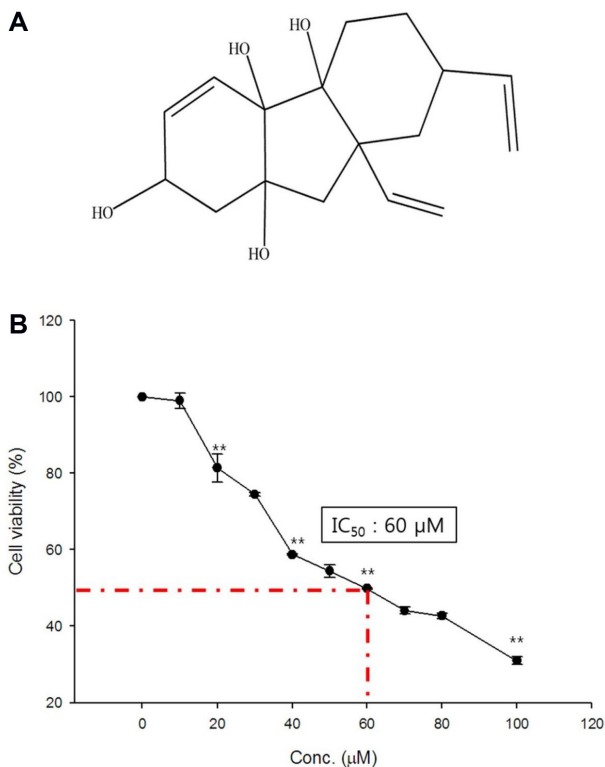 A
HO
HO
HO
HO
B
120
100
80
60
40
20
Cell viability (%)
**
**
**
**
IC₅₀ : 60 µM
0 20 40 60 80 100 120
Conc. (µM)